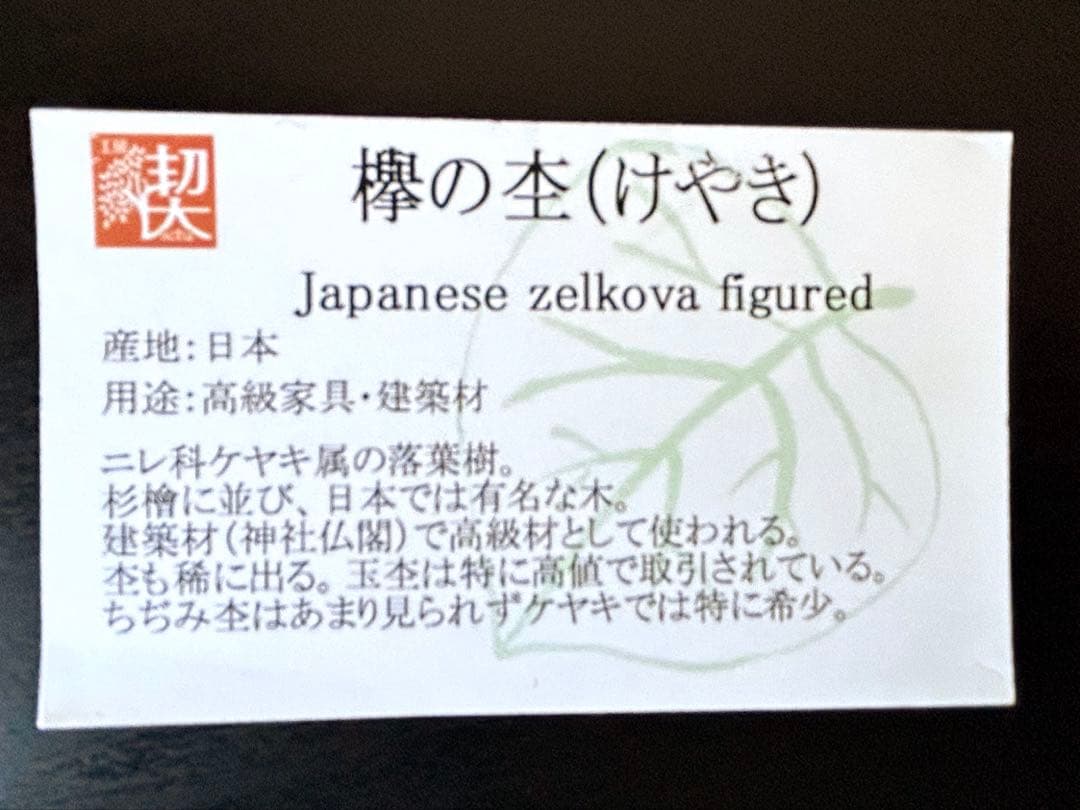 工房
契
欅の杢(けやき)
Japanese zelkova figured
産地:日本
用途:高級家具・建築材
ニレ科ケヤキ属の落葉樹。
杉檜に並び、日本では有名な木。
建築材(神社仏閣)で高級材として使われる。
杢も稀に出る。玉杢は特に高値で取引されている。
ちぢみ杢はあまり見られずケヤキでは特に希少。